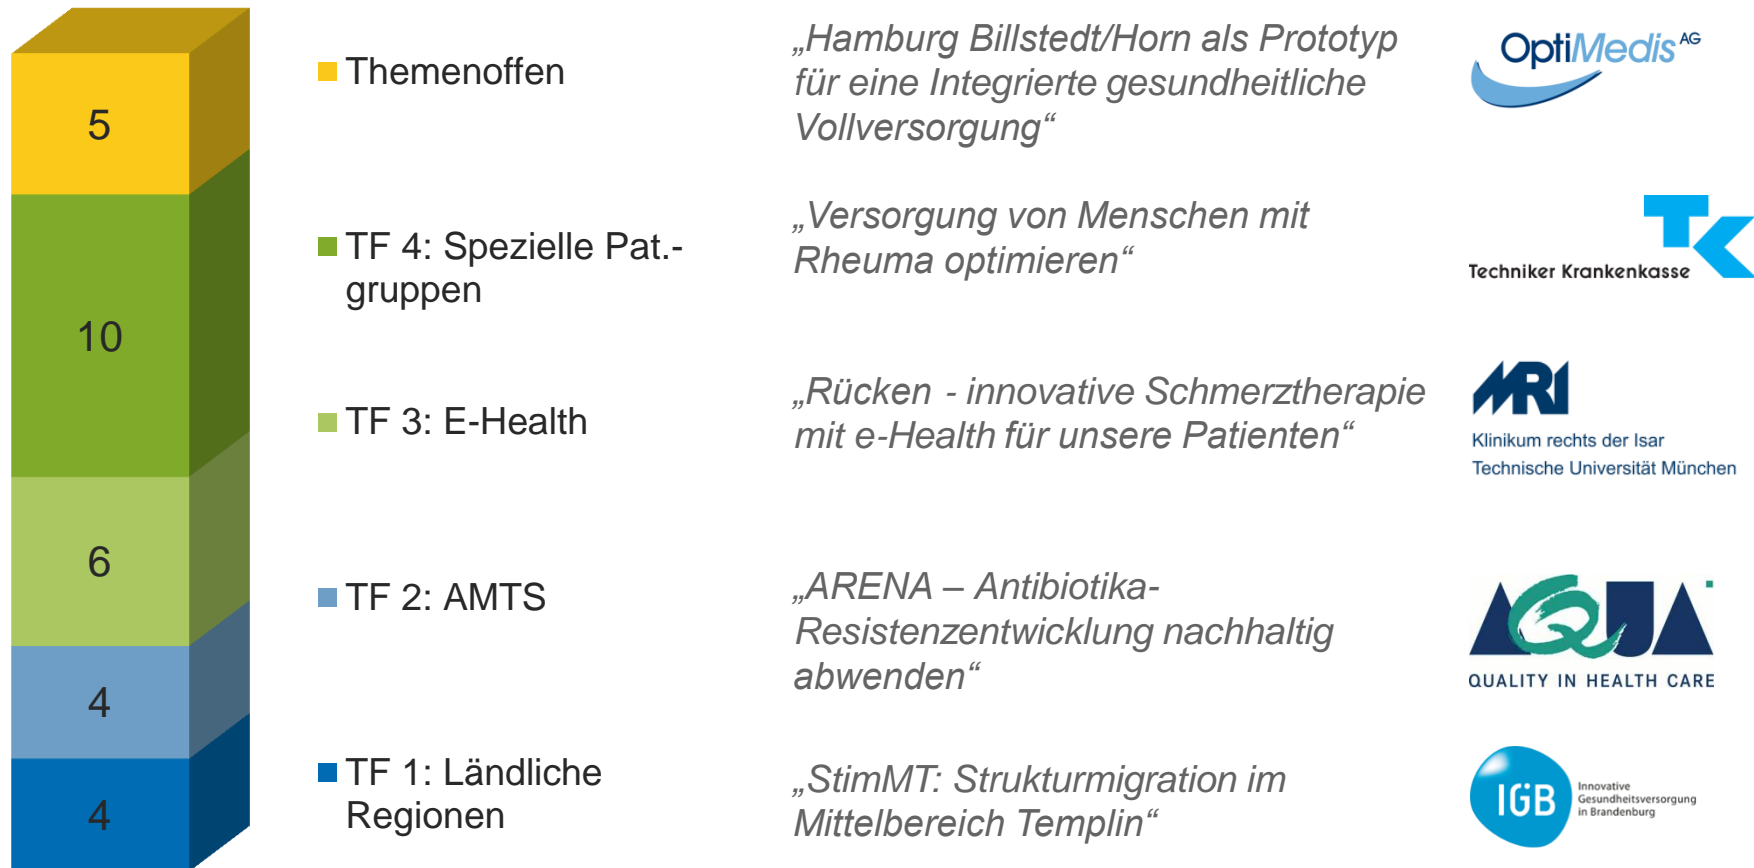 5
Themenoffen
„Hamburg Billstedt/Horn als Prototyp
für eine Integrierte gesundheitliche
Vollversorgung“
OptiMedis AG
10
TF 4: Spezielle Pat.-
gruppen
„Versorgung von Menschen mit
Rheuma optimieren“
TK
Techniker Krankenkasse
6
TF 3: E-Health
„Rücken - innovative Schmerztherapie
mit e-Health für unsere Patienten“
MRI
Klinikum rechts der Isar
Technische Universität München
4
TF 2: AMTS
„ARENA – Antibiotika-
Resistenzentwicklung nachhaltig
abwenden“
AQUA
QUALITY IN HEALTH CARE
4
TF 1: Ländliche
Regionen
„StimMT: Strukturmigration im
Mittelbereich Templin“
IGiB
Innovative
Gesundheitsversorgung
in Brandenburg